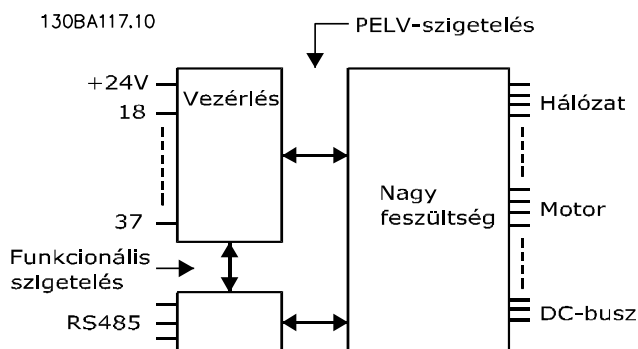 130BA117.10
PELV-szigetelés
+24V
Vezérlés
18
Hálózat
Nagy
feszültség
37
Motor
Funkcionális
szigetelés
RS485
DC-busz